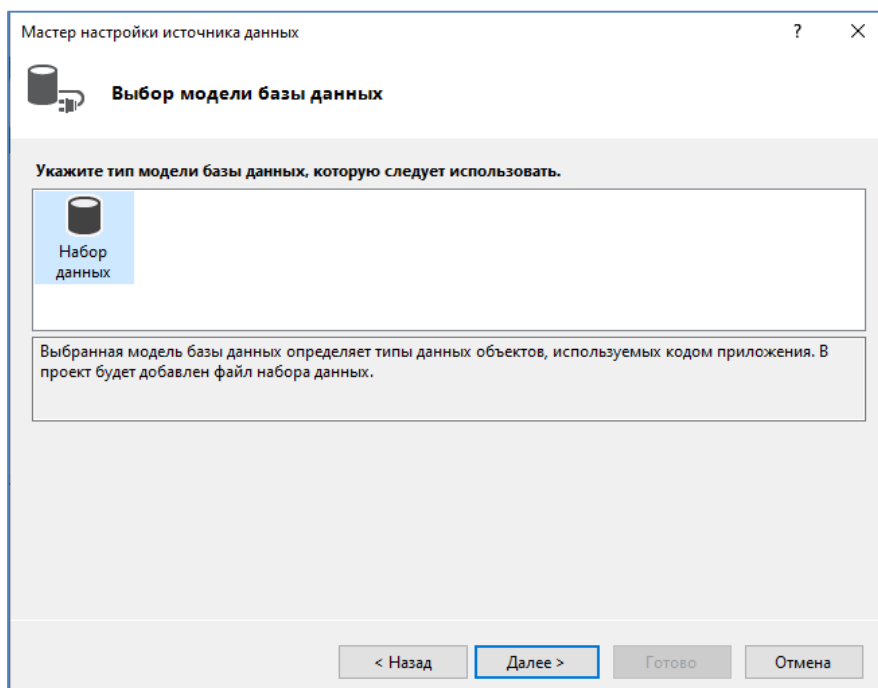 Мастер настройки источника данных
?
Выбор модели базы данных
Укажите тип модели базы данных, которую следует использовать.
Набор
данных
Выбранная модель базы данных определяет типы данных объектов, используемых кодом приложения. В
проект будет добавлен файл набора данных.
< Назад
Далее >
Готово
Отмена